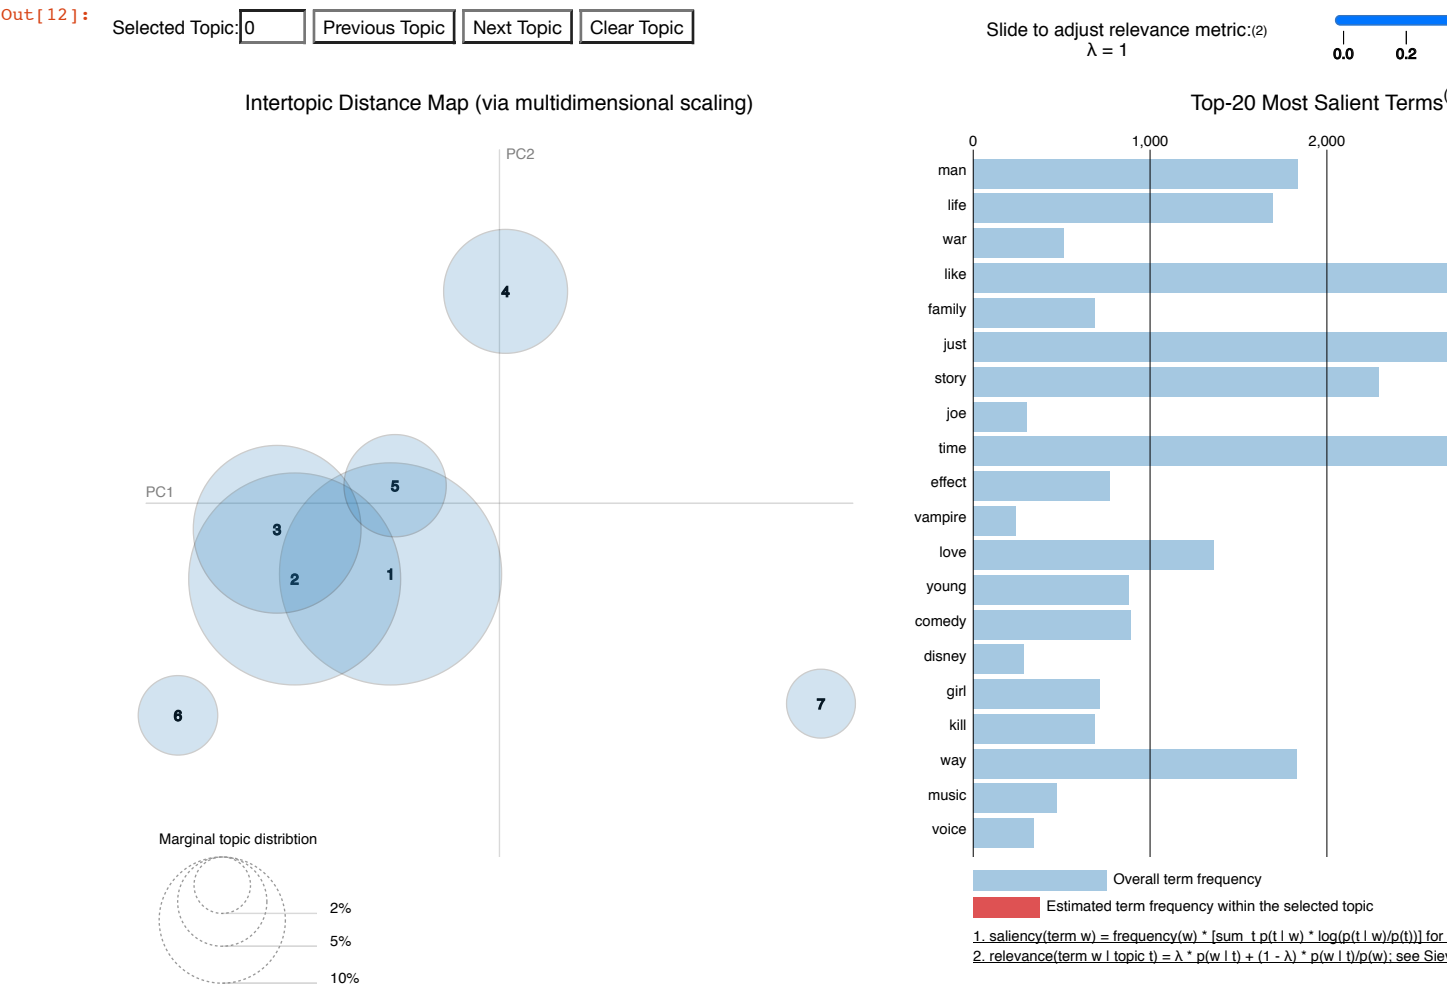 Out[12]:
Selected Topic: 0 Previous Topic Next Topic Clear Topic
Slide to adjust relevance metric:(2)
λ = 1
0.0 0.2
Intertopic Distance Map (via multidimensional scaling)
PC2
PC1
4
5
3
2
1
6
7
Marginal topic distribtion
2%
5%
10%
Top-20 Most Salient Terms(
0 1,000 2,000
man
life
war
like
family
just
story
joe
time
effect
vampire
love
young
comedy
disney
girl
kill
way
music
voice
Overall term frequency
Estimated term frequency within the selected topic
1. saliency(term w) = frequency(w) * [sum_t p(t | w) * log(p(t | w)/p(t))] for
2. relevance(term w | topic t) = λ * p(w | t) + (1 - λ) * p(w | t)/p(w); see Siev